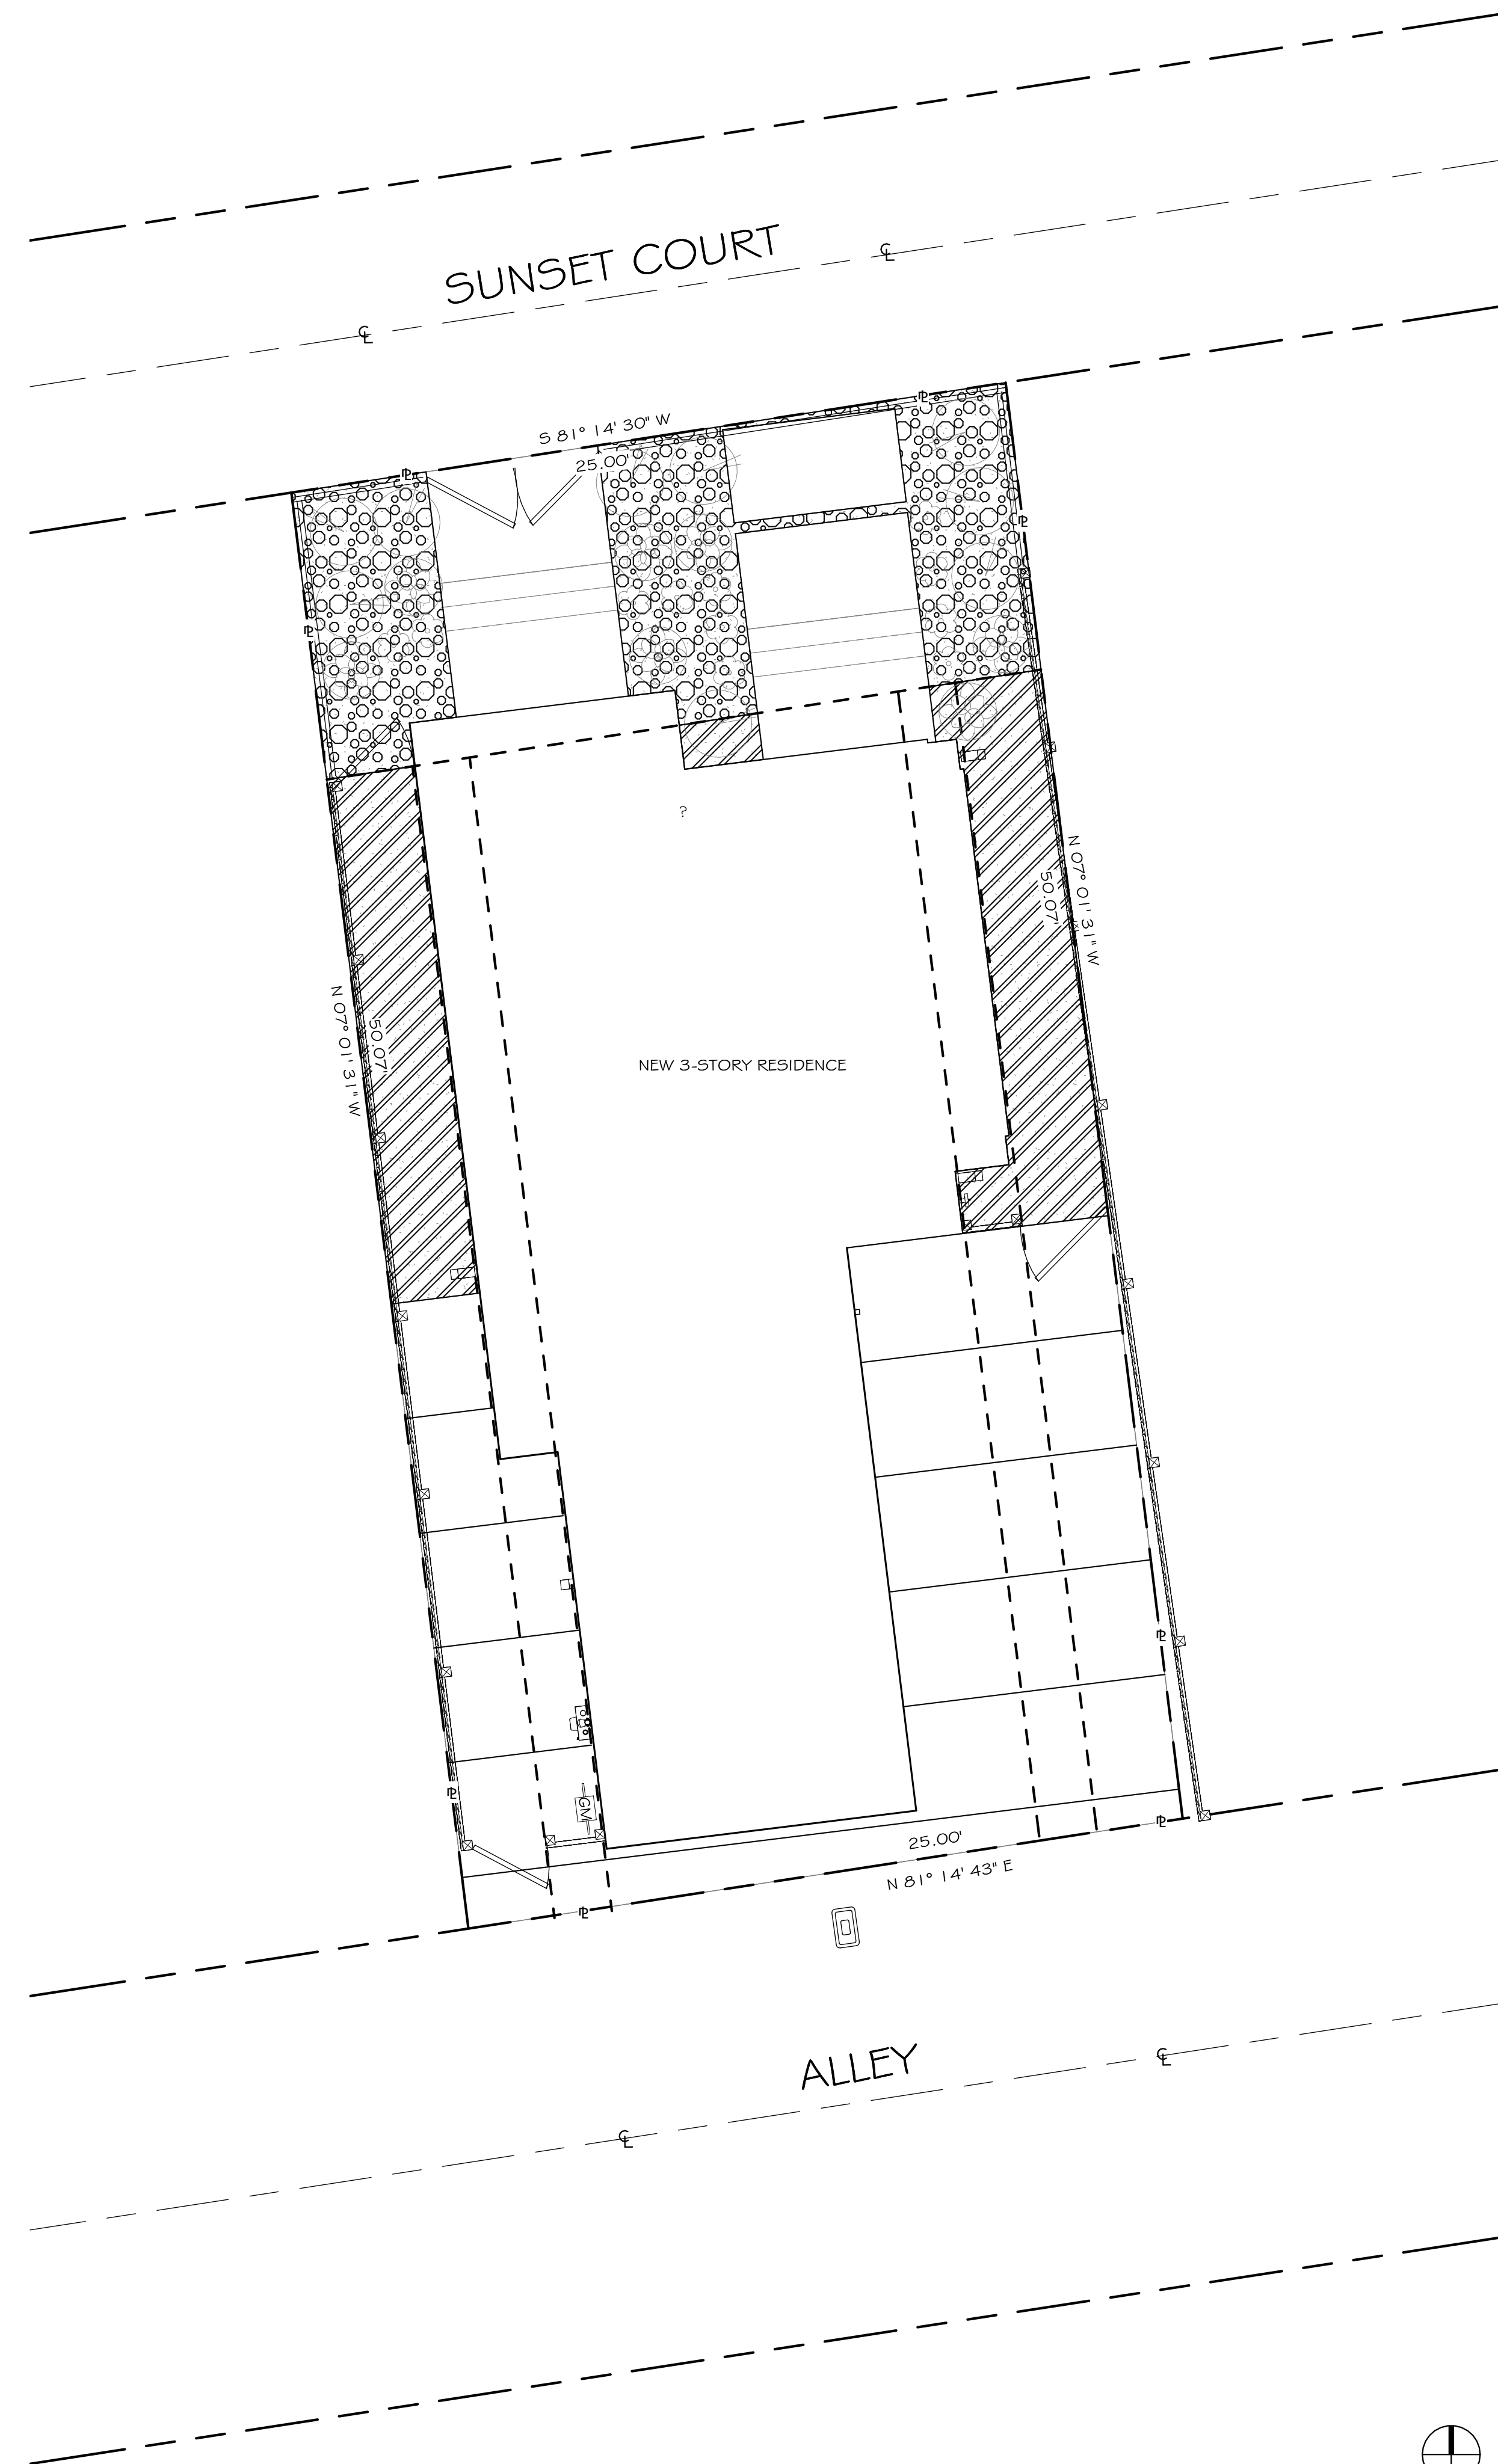 SUNSET COURT
℄
℄
S 81° 14' 30" W
25.00'
℄
℄
℄
℄
?
N 07° 01' 31" W
50.07'
N 07° 01' 31" W
50.07'
NEW 3-STORY RESIDENCE
℄
℄
GM
25.00'
N 81° 14' 43" E
℄
℄
ALLEY
℄
℄